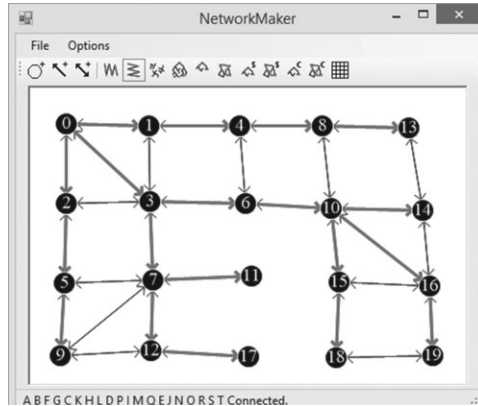 NetworkMaker
File Options
0 1 4 8 13
2 3 6 10 14
5 7 11 15 16
9 12 17 18 19
A B F G C K H L D P I M Q E J N O R S T Connected.